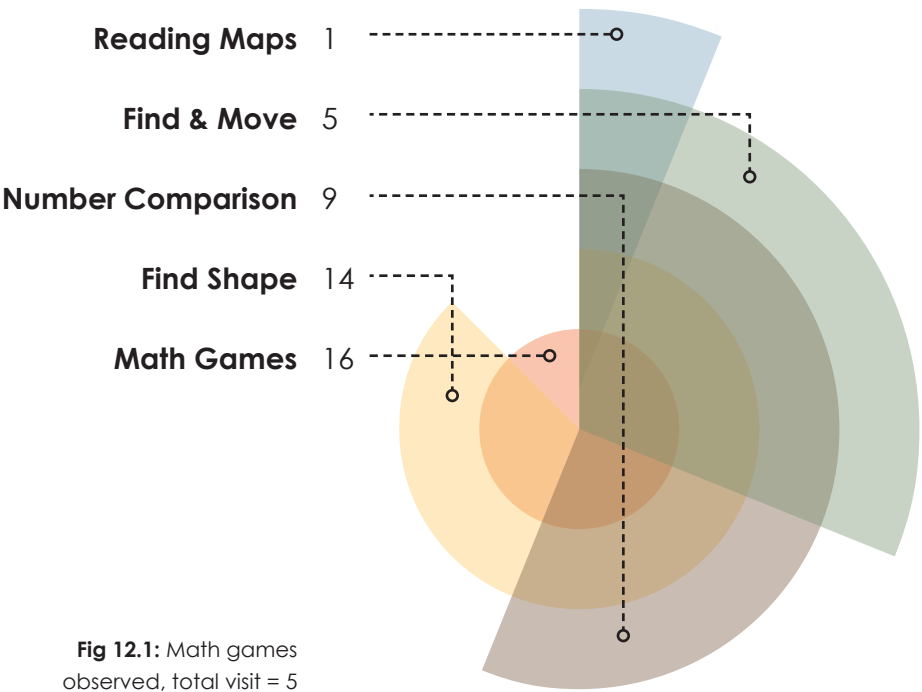 Reading Maps 1
Find & Move 5
Number Comparison 9
Find Shape 14
Math Games 16
Fig 12.1: Math games
observed, total visit = 5